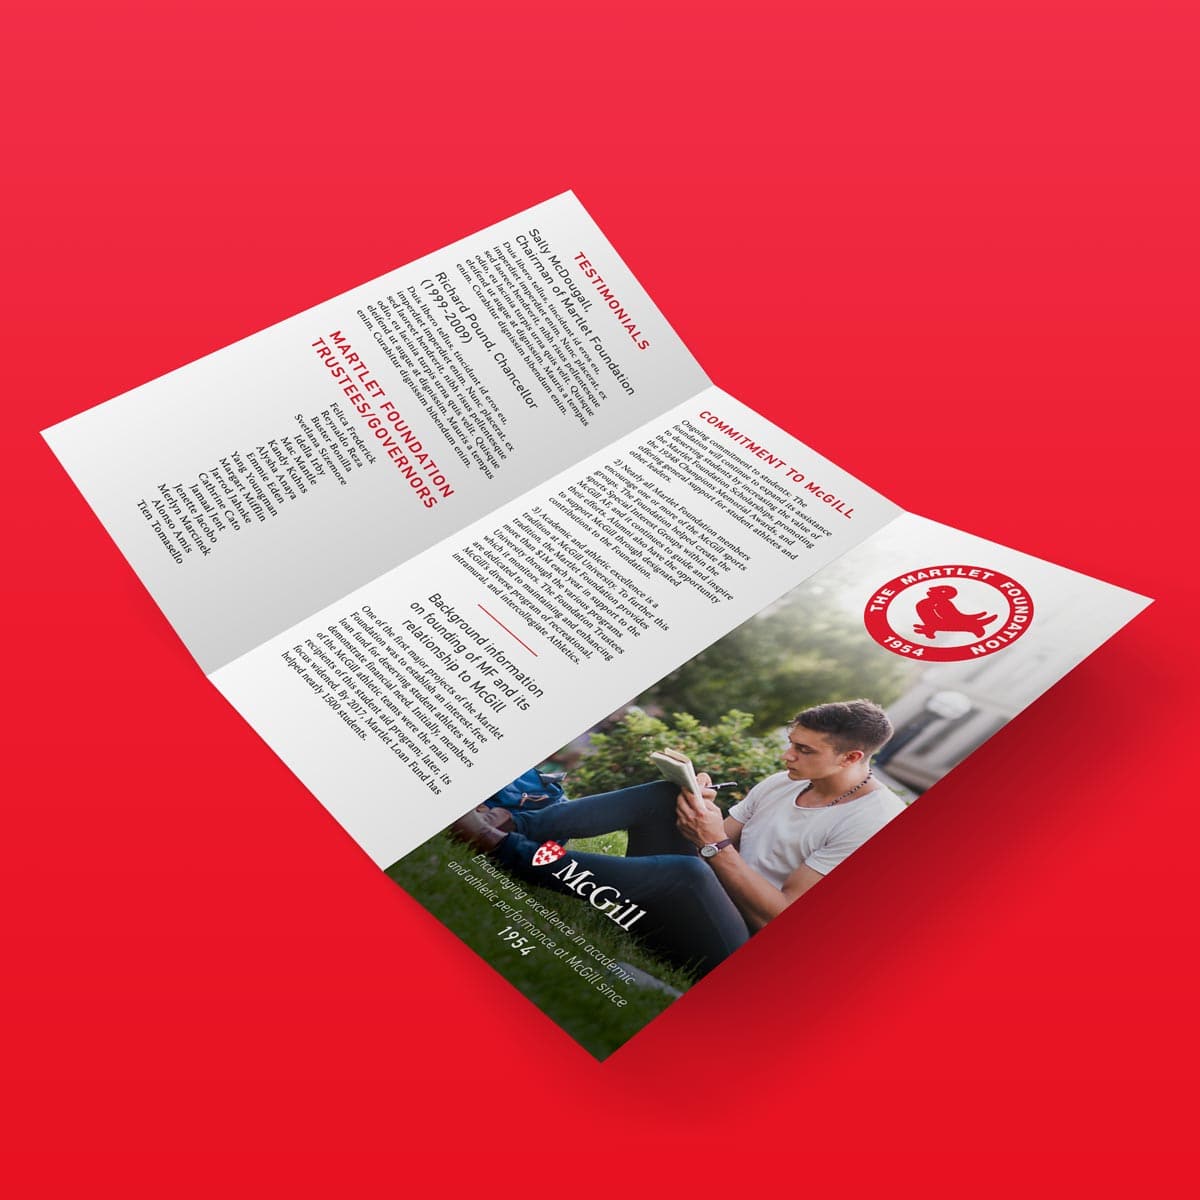 TESTIMONIALS
Sally McDougall,
Chairman of Martlet Foundation
Duis libero tellus, tincidunt id eros eu,
imperdiet imperdiet enim. Nunc placerat, ex
sed laoreet hendrerit, nibh risus pellentesque
odio, eu lacinia turpis urna quis velit. Quisque
eleifend ut augue at dignissim. Mauris a tempus
enim. Curabitur dignissim bibendum enim.
Richard Pound, Chancellor
(1999-2009)
Duis libero tellus, tincidunt id eros eu,
imperdiet imperdiet enim. Nunc placerat, ex
sed laoreet hendrerit, nibh risus pellentesque
odio, eu lacinia turpis urna quis velit. Quisque
eleifend ut augue at dignissim. Mauris a tempus
enim. Curabitur dignissim bibendum enim.
MARTLET FOUNDATION
TRUSTEES/GOVERNORS
Felica Frederick
Reynaldo Reza
Buster Bonilla
Svetlana Sizemore
Idella Irby
Mac Mantle
Kandy Kuhns
Alysha Anaya
Emmie Eden
Yang Youngman
Margart Mifflin
Jarrod Jahnke
Cathrine Cato
Jamaal Jent
Jenette Jacobo
Merlyn Marcinek
Alonso Amis
Tien Tomasello
COMMITMENT TO McGILL
Ongoing commitment to students: The
foundation will continue to expand its assistance
to deserving students by increasing the value of
the Martlet Foundation Scholarships, promoting
the 1924S Champions Memorial Awards, and
offering general support for student athletes and
other leaders.
2) Nearly all Martlet Foundation members
encourage one or more of the McGill sports
groups. The Foundation helped create the
sports Special Interest Groups within the
McGill AF, and it continues to guide and inspire
their efforts. Alumni also have the opportunity
to support McGill through designated
contributions to the Foundation.
3) Academic and athletic excellence is a
tradition at McGill University. To further this
tradition, the Martlet Foundation provides
more than $1M each year in support to the
University through the various programs
which it monitors. The Foundation Trustees
are dedicated to maintaining and enhancing
McGill's diverse program of recreational,
intramural, and intercollegiate Athletics.
Background information
on founding of MF and its
relationship to McGill
One of the first major projects of the Martlet
Foundation was to establish an interest-free
loan fund for deserving student athletes who
demonstrate financial need. Initially, members
of the McGill athletic teams were the main
recipients of this student aid program; later, its
focus widened. By 2017, Martlet Loan Fund has
helped nearly 1500 students.
THE MARTLET FOUNDATION
1954
McGill
Encouraging excellence in academic
and athletic performance at McGill since
1954